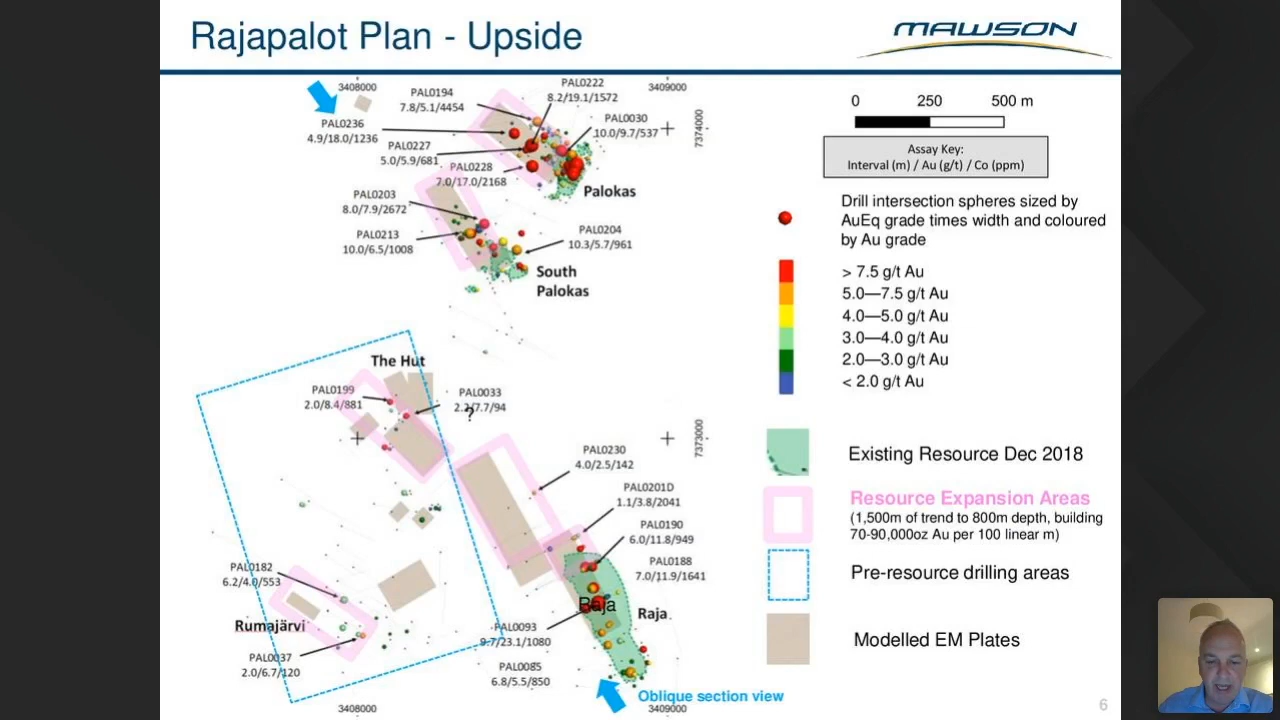 Rajapalot Plan - Upside
MAWSON
3408000
3409000
PAL0222
8.2/19.1/1572
PAL0194
7.8/5.1/4454
PAL0030
10.0/9.7/537
7374000
PAL0236
4.9/18.0/1236
PAL0227
5.0/5.9/681
PAL0228
7.0/17.0/2168
Palokas
PAL0203
8.0/7.9/2672
PAL0213
10.0/6.5/1008
PAL0204
10.3/5.7/961
South
Palokas
The Hut
PAL0199
2.0/8.4/881
PAL0033
2.2/7.7/94
?
7373000
PAL0230
4.0/2.5/142
PAL0201D
1.1/3.8/2041
PAL0190
6.0/11.8/949
PAL0188
7.0/11.9/1641
PAL0182
6.2/4.0/553
Raja
Raja
Rumajärvi
PAL0093
9.7/23.1/1080
PAL0037
2.0/6.7/120
PAL0085
6.8/5.5/850
Oblique section view
3408000
3409000
0 250 500 m
Assay Key:
Interval (m) / Au (g/t) / Co (ppm)
Drill intersection spheres sized by
AuEq grade times width and coloured
by Au grade
> 7.5 g/t Au
5.0—7.5 g/t Au
4.0—5.0 g/t Au
3.0—4.0 g/t Au
2.0—3.0 g/t Au
< 2.0 g/t Au
Existing Resource Dec 2018
Resource Expansion Areas
(1,500m of trend to 800m depth, building
70-90,000oz Au per 100 linear m)
Pre-resource drilling areas
Modelled EM Plates
6